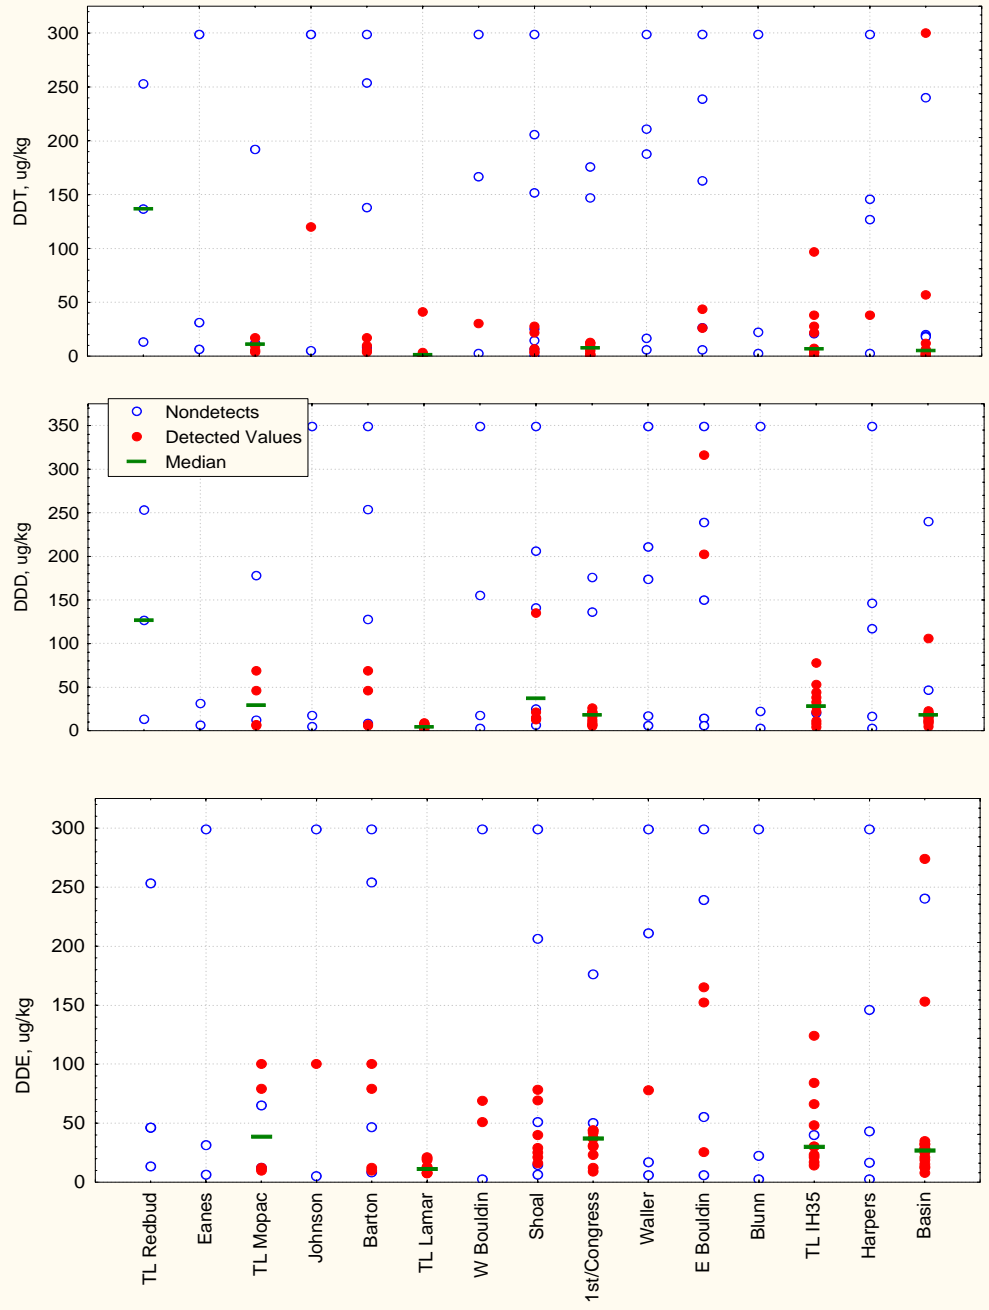 300
250
200
150
100
50
0
DDT, ug/kg
Nondetects
Detected Values
Median
350
300
250
200
150
100
50
0
DDD, ug/kg
300
250
200
150
100
50
0
DDE, ug/kg
TL Redbud
Eanes
TL Mopac
Johnson
Barton
TL Lamar
W Bouldin
Shoal
1st/Congress
Waller
E Bouldin
Blunn
TL IH35
Harpers
Basin